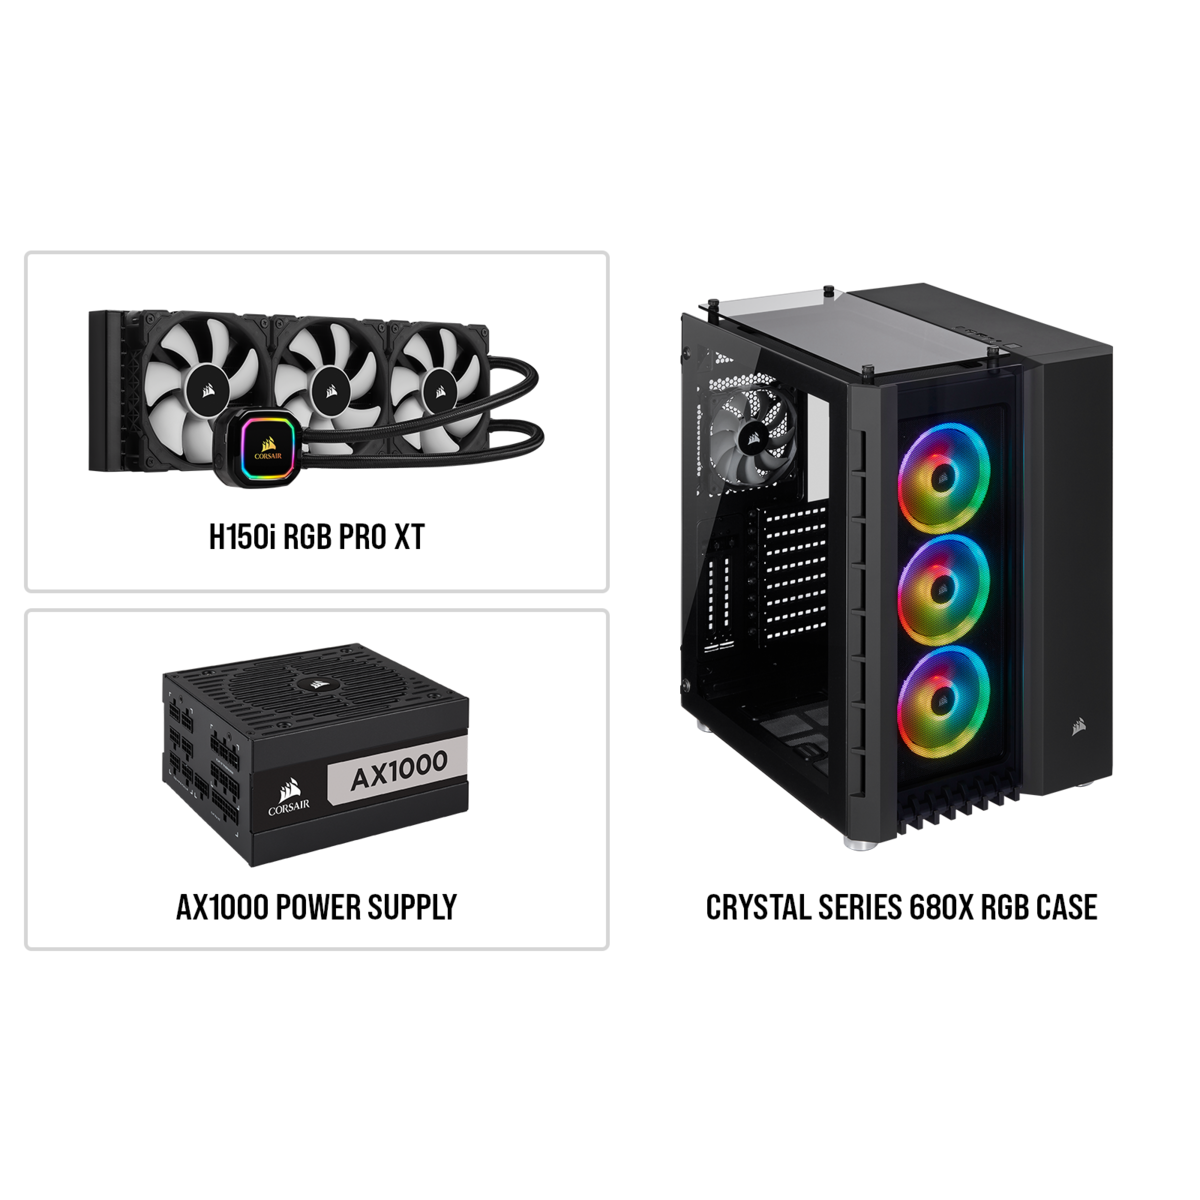 CORSAIR
H150i RGB PRO XT
AX1000
CORSAIR
AX1000 POWER SUPPLY
CRYSTAL SERIES 680X RGB CASE